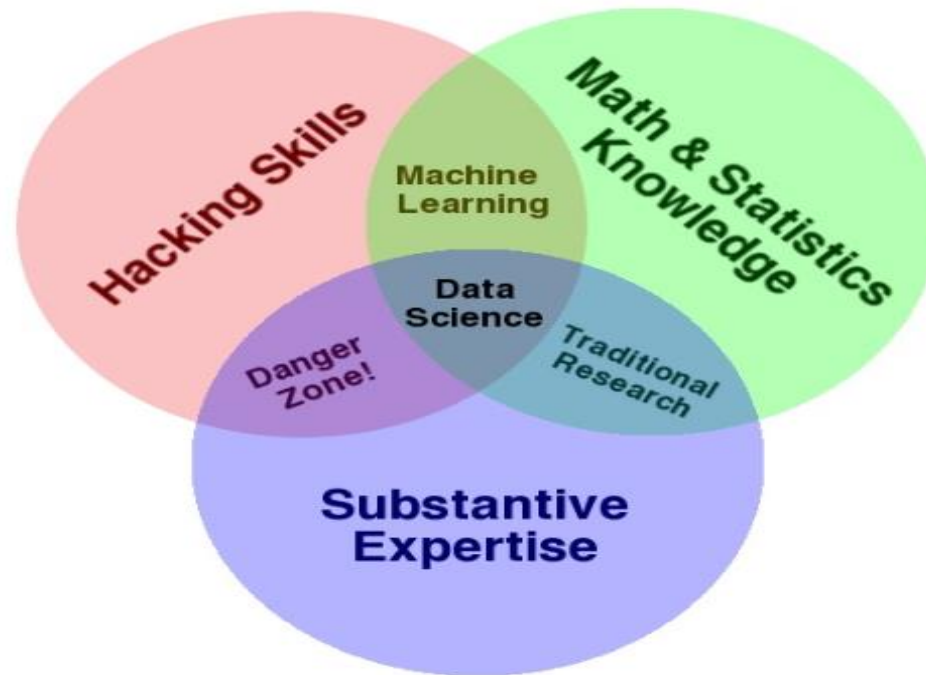 Hacking Skills
Math & Statistics
Knowledge
Machine
Learning
Data
Science
Danger
Zone!
Traditional
Research
Substantive
Expertise